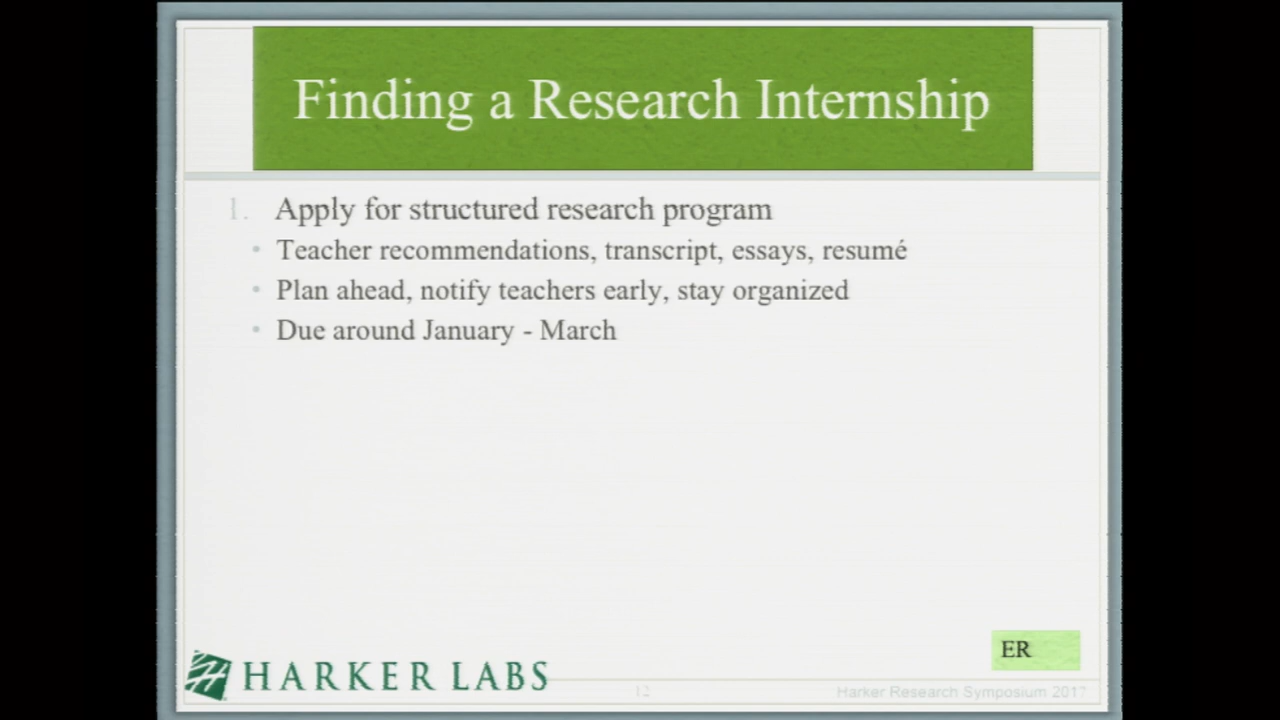 Finding a Research Internship
1. Apply for structured research program
• Teacher recommendations, transcript, essays, resumé
• Plan ahead, notify teachers early, stay organized
• Due around January - March
ER
HARKER LABS
12
Harker Research Symposium 2017